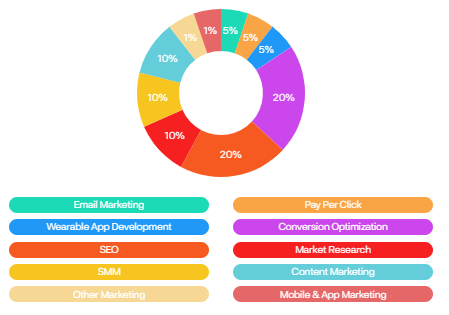 1%
1%
5%
5%
5%
10%
20%
10%
10%
20%
Email Marketing
Pay Per Click
Wearable App Development
Conversion Optimization
SEO
Market Research
SMM
Content Marketing
Other Marketing
Mobile & App Marketing